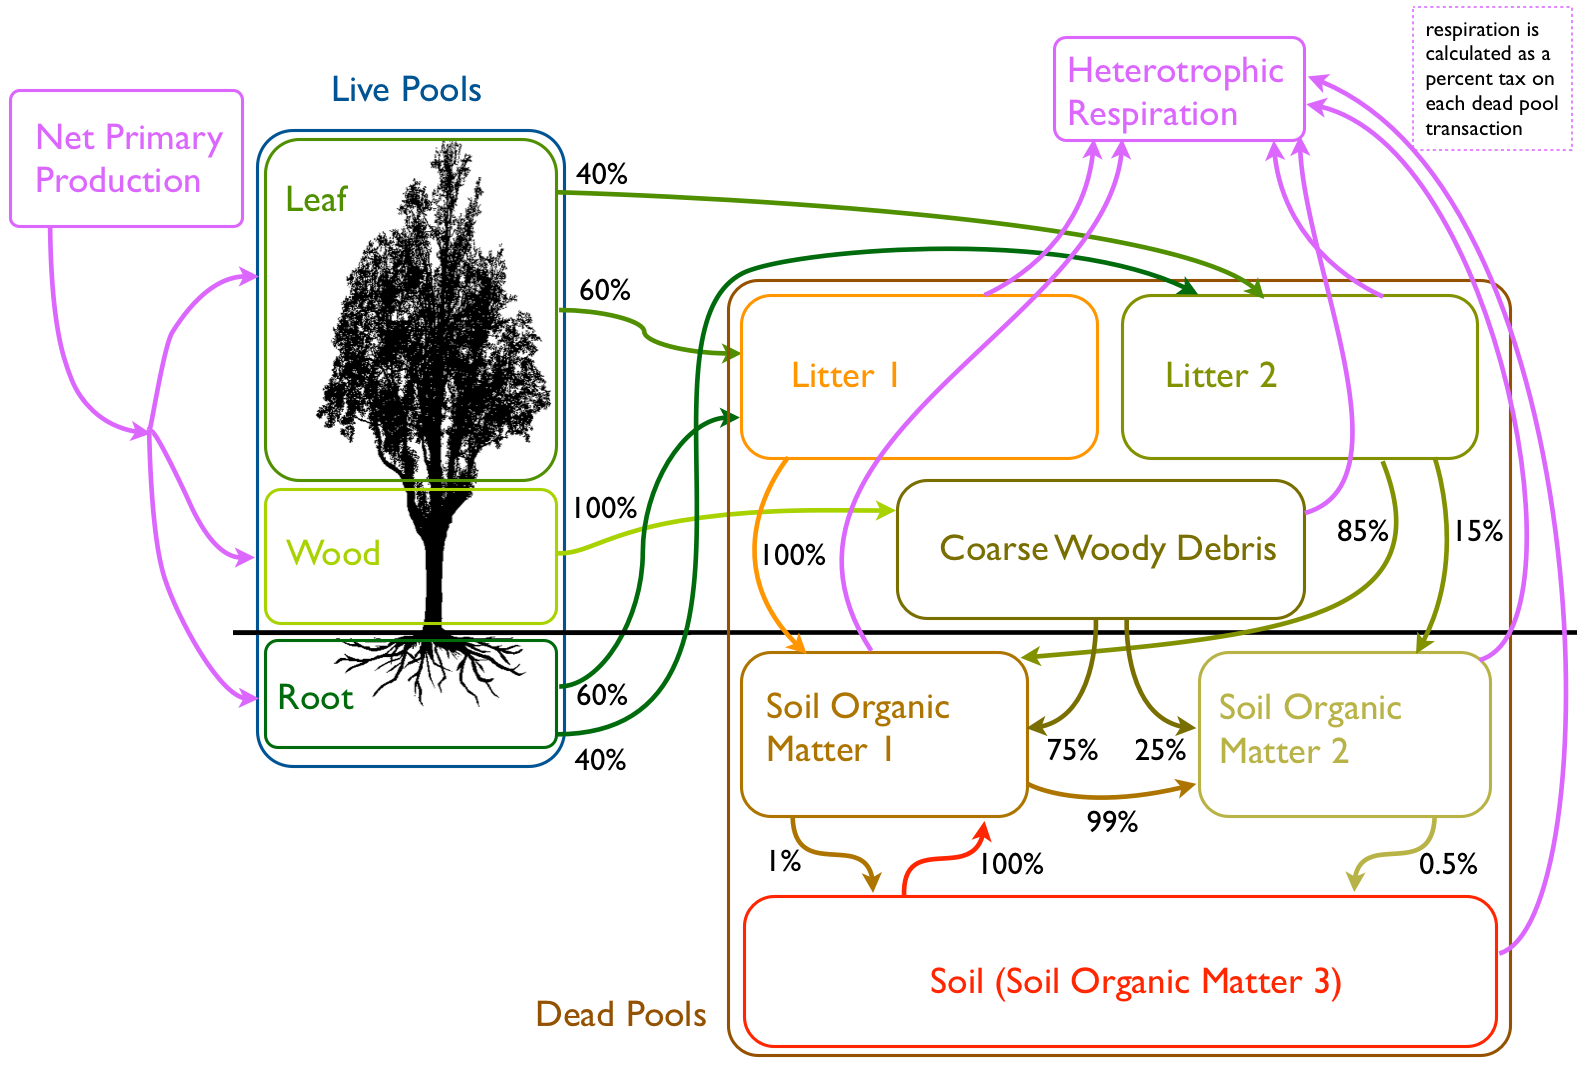 respiration is
calculated as a
percent tax on
each dead pool
transaction
Heterotrophic
Respiration
Live Pools
Net Primary
Production
Leaf
40%
60%
Litter 1
Litter 2
100%
Wood
100%
Coarse Woody Debris
85%
15%
Root
60%
40%
Soil Organic
Matter 1
75%
25%
Soil Organic
Matter 2
99%
1%
100%
0.5%
Soil (Soil Organic Matter 3)
Dead Pools